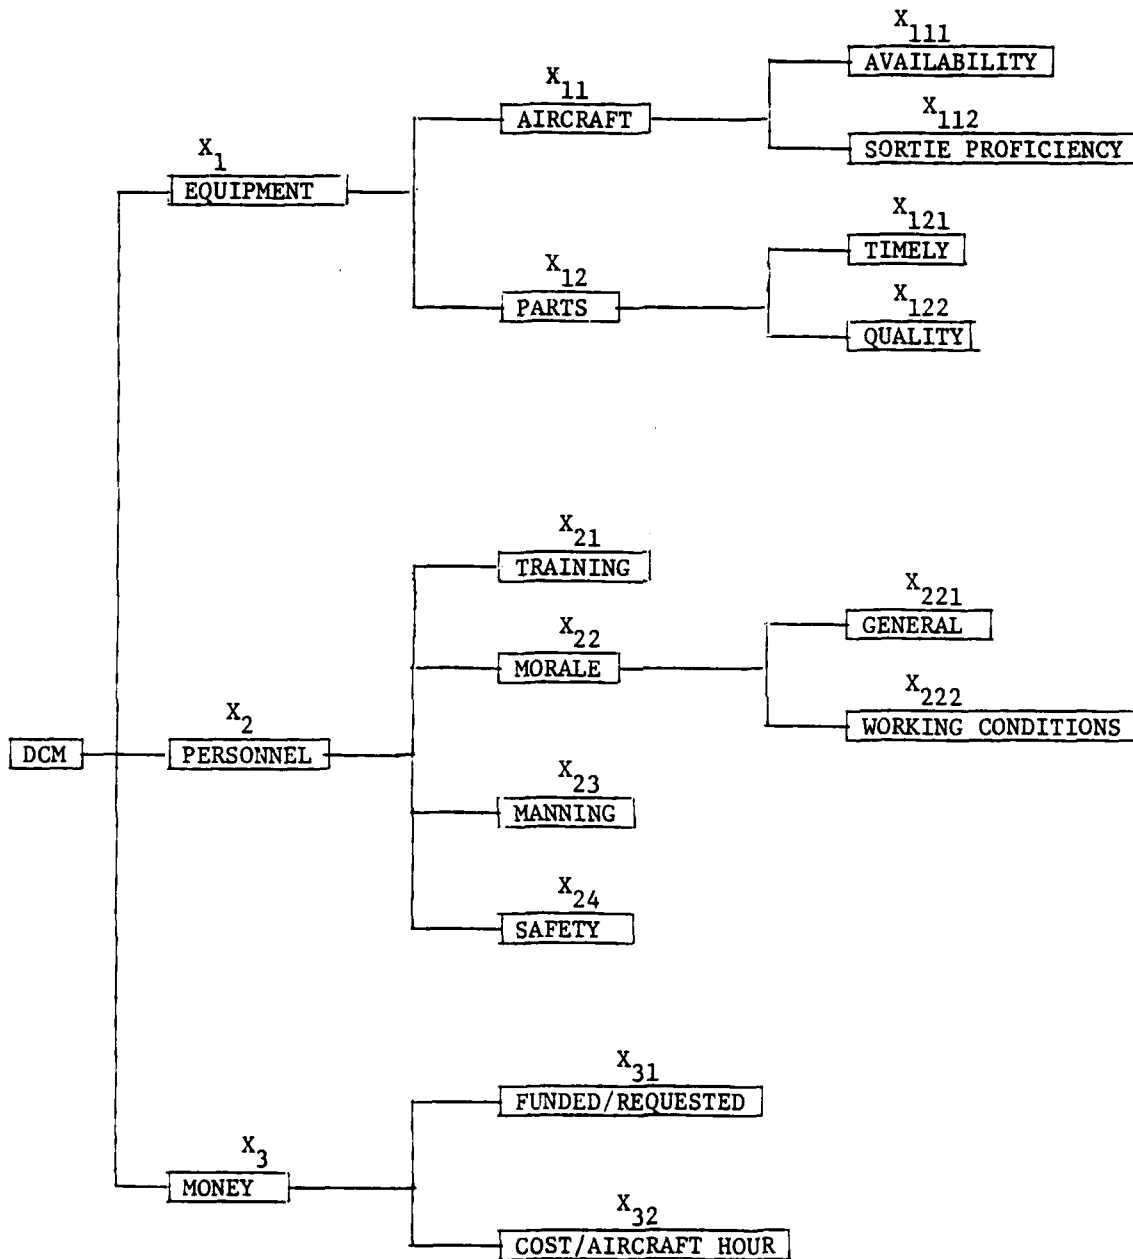 X111
AVAILABILITY
X11
AIRCRAFT
X112
SORTIE PROFICIENCY
X1
EQUIPMENT
X121
TIMELY
X12
PARTS
X122
QUALITY
X21
TRAINING
X221
GENERAL
X22
MORALE
X222
WORKING CONDITIONS
X2
DCM
PERSONNEL
X23
MANNING
X24
SAFETY
X31
FUNDED/REQUESTED
X3
MONEY
X32
COST/AIRCRAFT HOUR